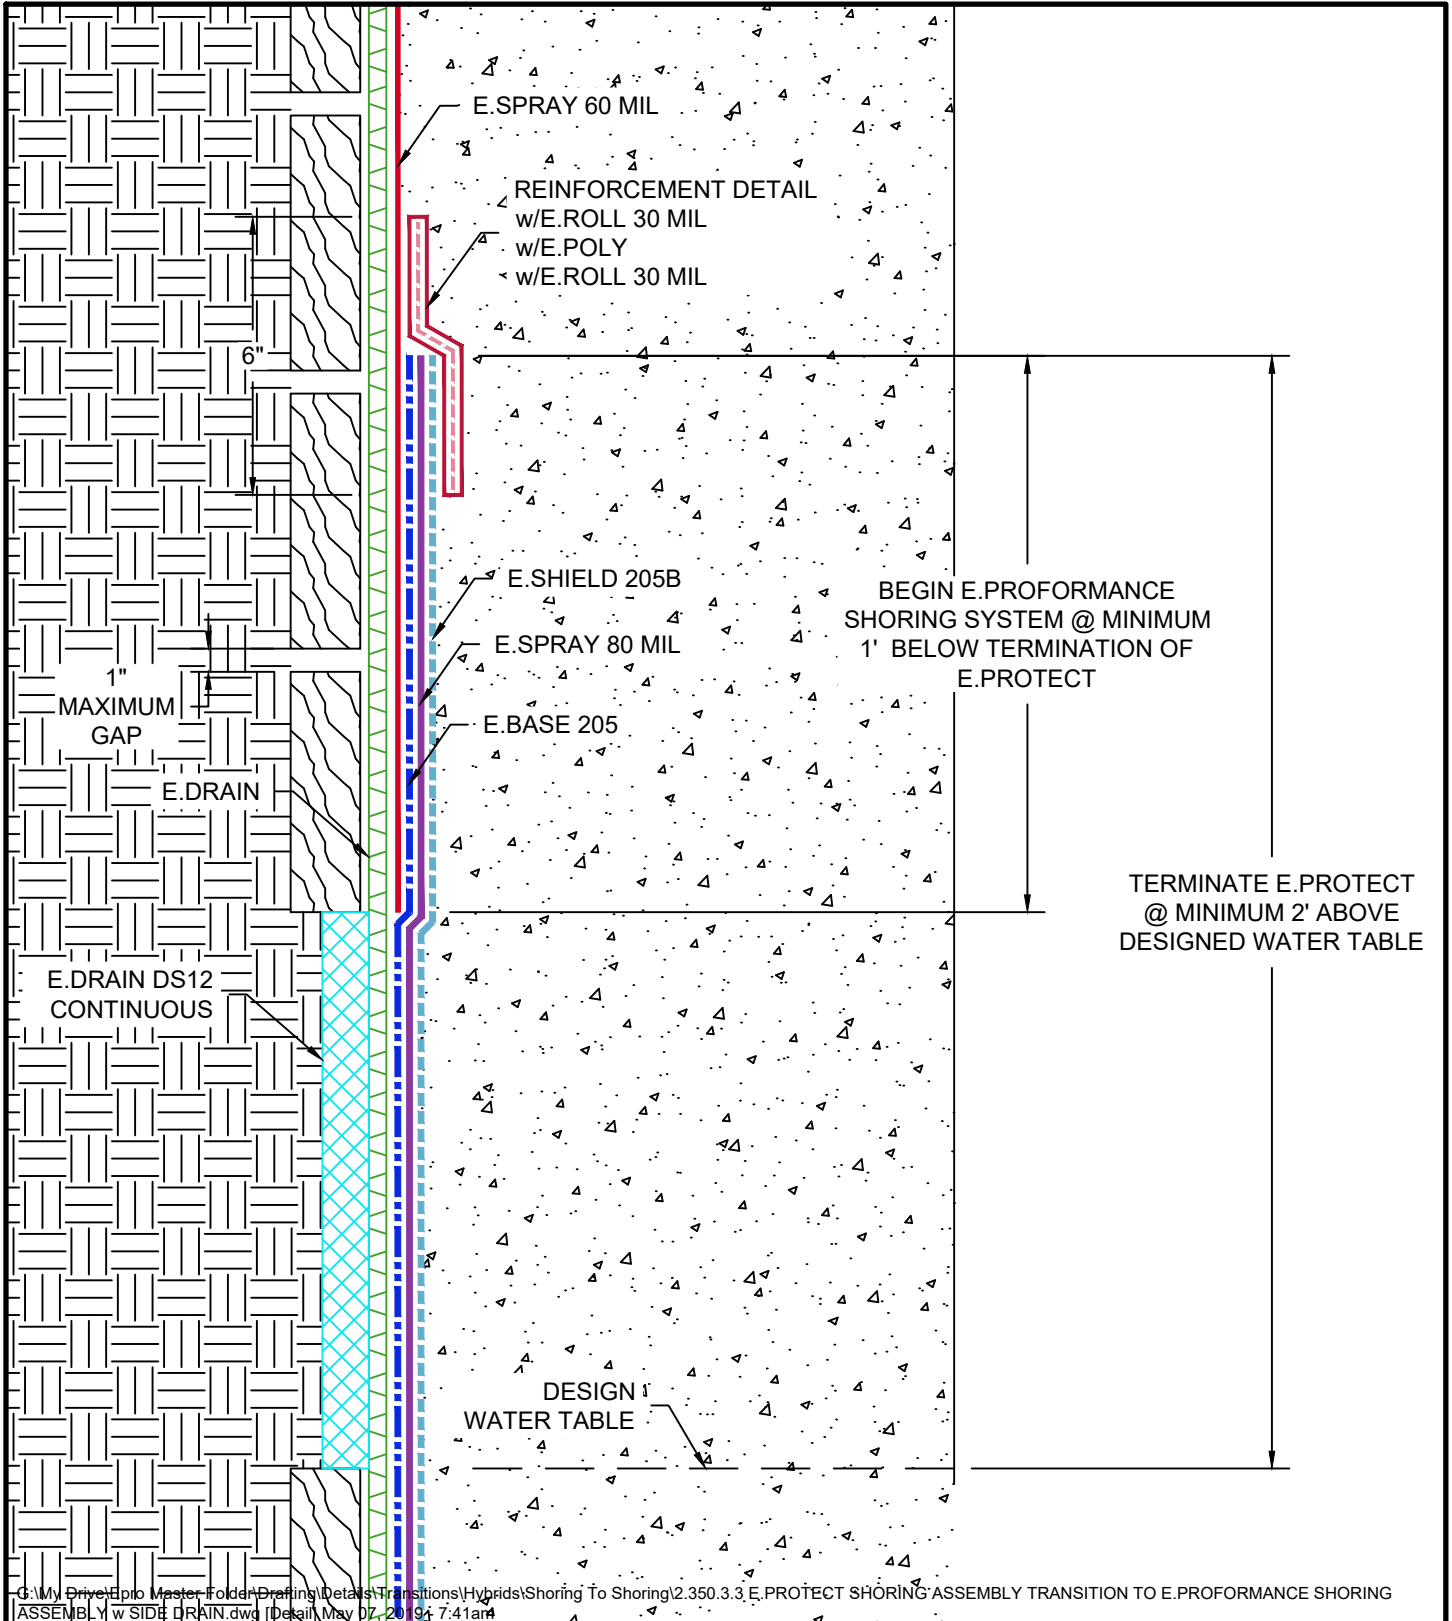 E.SPRAY 60 MIL
REINFORCEMENT DETAIL
w/E.ROLL 30 MIL
w/E.POLY
w/E.ROLL 30 MIL
6"
E.SHIELD 205B
BEGIN E.PROFORMANCE
SHORING SYSTEM @ MINIMUM
1' BELOW TERMINATION OF
E.PROTECT
E.SPRAY 80 MIL
1"
MAXIMUM
GAP
E.BASE 205
E.DRAIN
TERMINATE E.PROTECT
@ MINIMUM 2' ABOVE
DESIGNED WATER TABLE
E.DRAIN DS12
CONTINUOUS
DESIGN
WATER TABLE
G:\My Drive\Epro Master Folder\Drafting\Details\Transitions\Hybrids\Shoring To Shoring\2.350.3.3 E.PROTECT SHORING ASSEMBLY TRANSITION TO E.PROFORMANCE SHORING
ASSEMBLY w SIDE DRAIN.dwg [Detail] May 07, 2019 - 7:41am